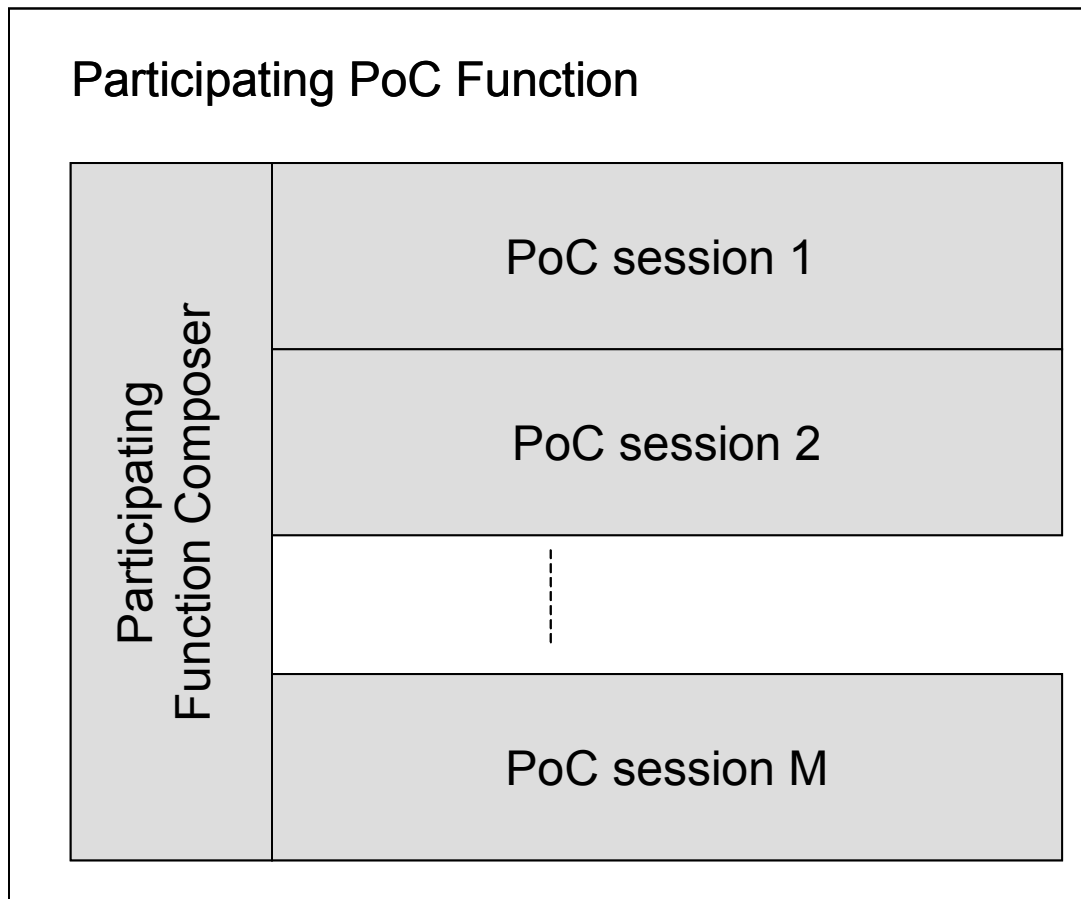 Participating PoC Function
Participating
Function Composer
PoC session 1
PoC session 2
PoC session M